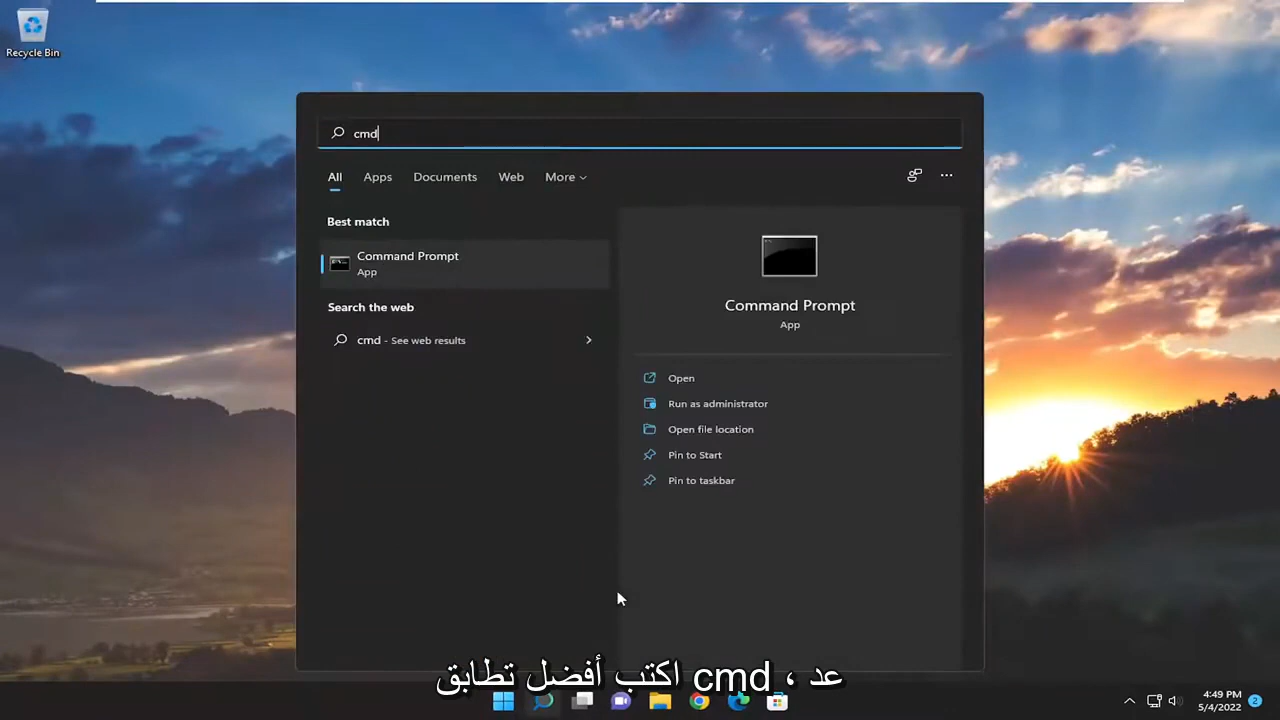 Recycle Bin
cmd
All Apps Documents Web More
Best match
Command Prompt
App
Search the web
cmd - See web results
Command Prompt
App
Open
Run as administrator
Open file location
Pin to Start
Pin to taskbar
اكتب أفضل تطابق cmd ، عد
4:49 PM
5/4/2022
2